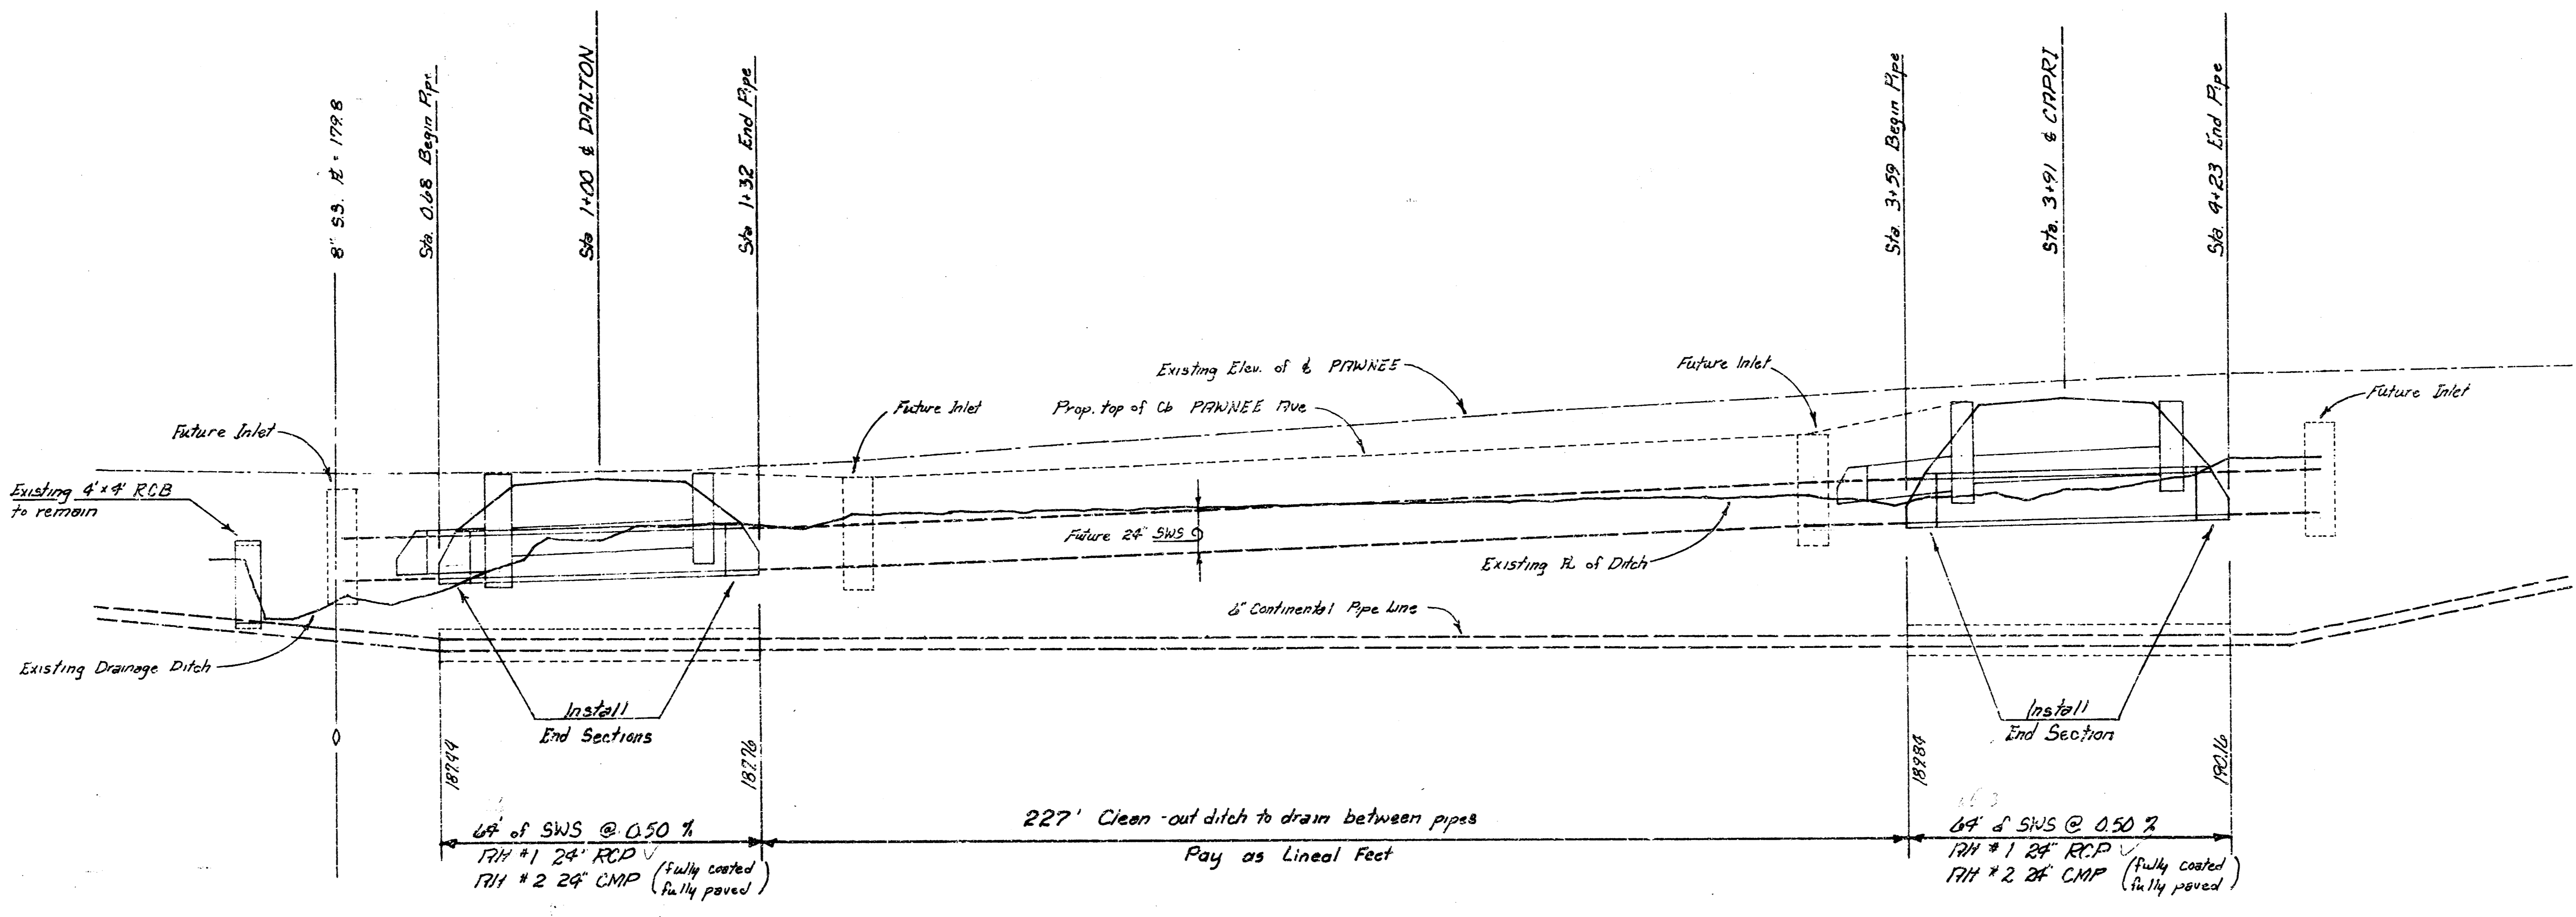 8" S.S. ℄ = 179.8
Sta. 0.68 Begin Pipe
Sta 1+00 ℄ DALTON
Sta 1+32 End Pipe
Sta. 3+59 Begin Pipe
Sta. 3+91 ℄ CAPRI
Sta. 4+23 End Pipe
Existing Elev. of ℄ PAWNEE
Future Inlet
Future Inlet
Future Inlet
Prop. top of Cb PAWNEE Ave
Future Inlet
Existing 4'x4' RCB
to remain
Future 24" SWS
Existing FL of Ditch
6" Continental Pipe Line
Existing Drainage Ditch
Install
End Sections
Install
End Section
187.44
187.76
189.84
190.16
64' of SWS @ 0.50 %
Alt #1 24" RCP
Alt #2 24" CMP (fully coated
fully paved)
227' Clean-out ditch to drain between pipes
Pay as Lineal Feet
64' of SWS @ 0.50 %
Alt #1 24" RCP
Alt #2 24" CMP (fully coated
fully paved)